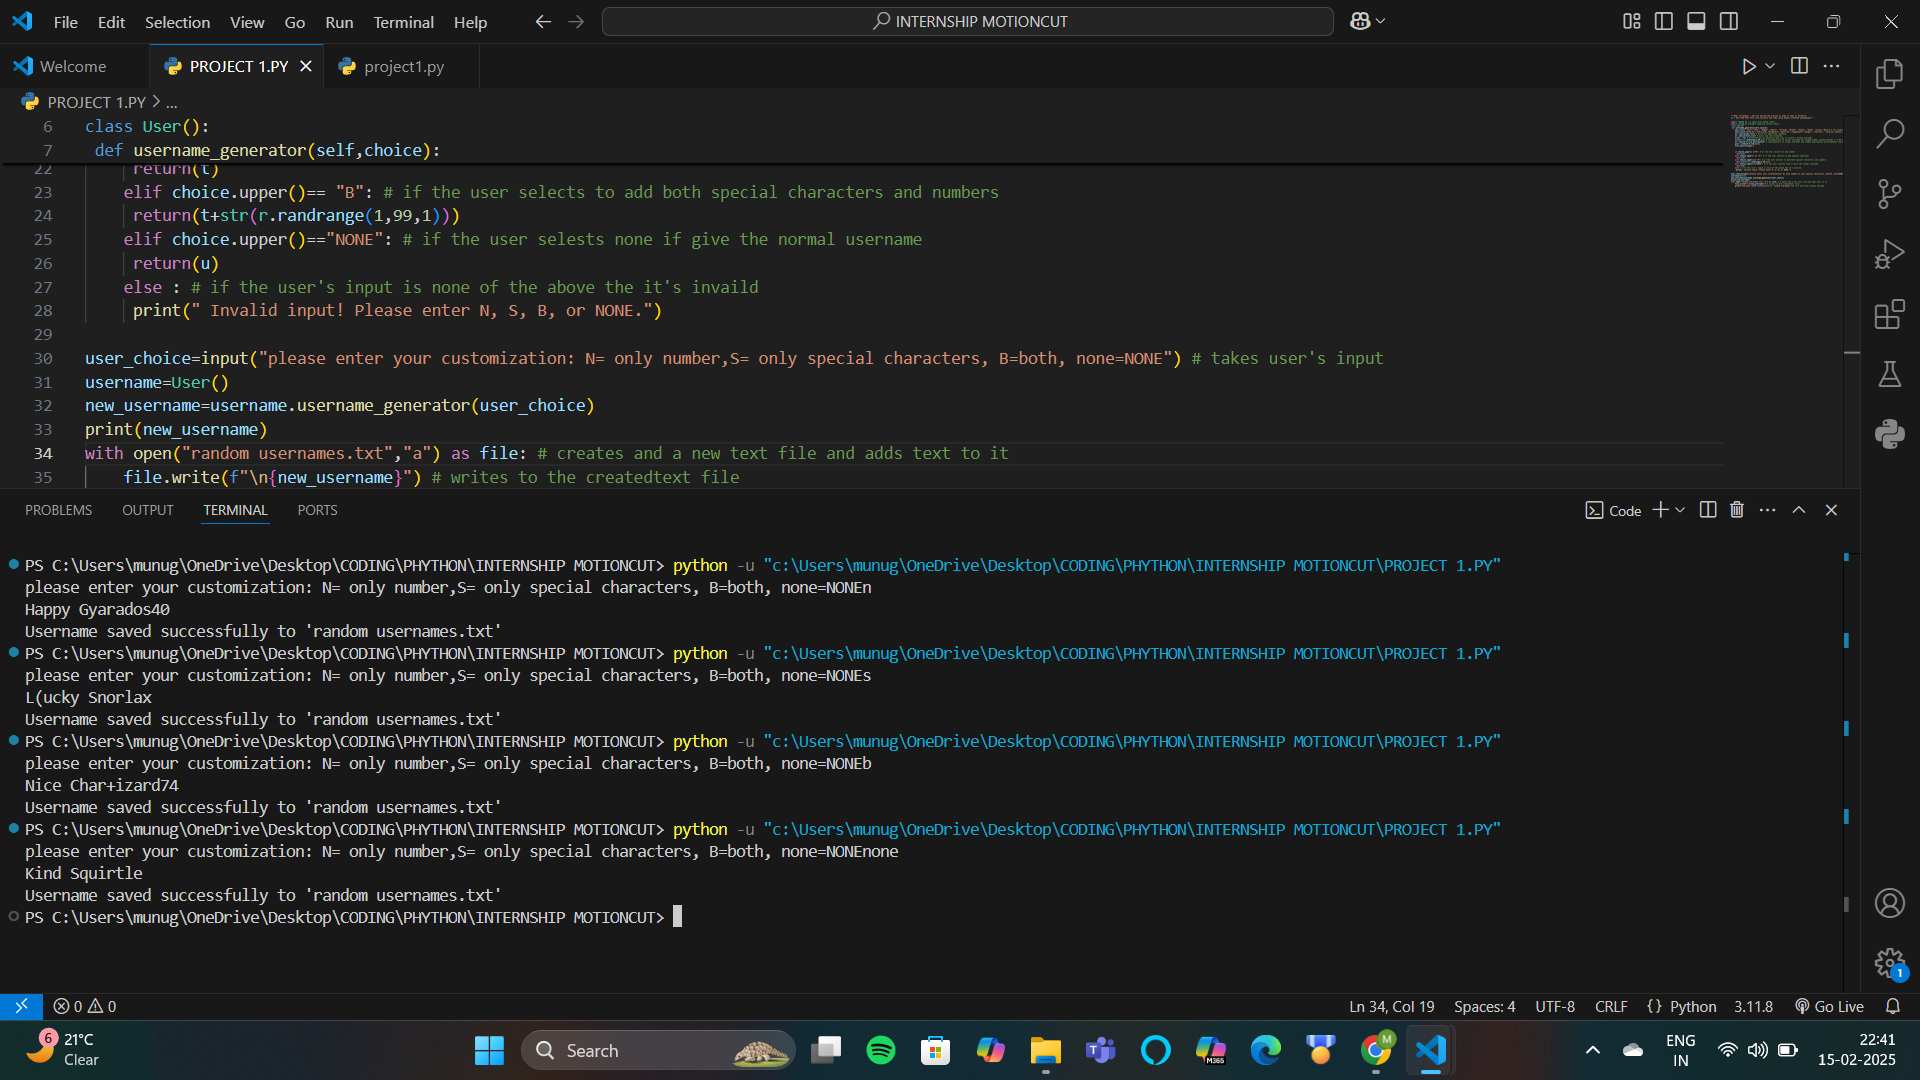 File Edit Selection View Go Run Terminal Help
INTERNSHIP MOTIONCUT
Welcome
PROJECT 1.PY
project1.py
PROJECT 1.PY > ...
6 class User():
7 def username_generator(self,choice):
22 return(t)
23 elif choice.upper()== "B": # if the user selects to add both special characters and numbers
24 return(t+str(r.randrange(1,99,1)))
25 elif choice.upper()=="NONE": # if the user selests none if give the normal username
26 return(u)
27 else : # if the user's input is none of the above the it's invaild
28 print(" Invalid input! Please enter N, S, B, or NONE.")
29
30 user_choice=input("please enter your customization: N= only number,S= only special characters, B=both, none=NONE") # takes user's input
31 username=User()
32 new_username=username.username_generator(user_choice)
33 print(new_username)
34 with open("random usernames.txt","a") as file: # creates and a new text file and adds text to it
35 file.write(f"\n{new_username}") # writes to the createdtext file
PROBLEMS OUTPUT TERMINAL PORTS
Code
PS C:\Users\munug\OneDrive\Desktop\CODING\PHYTHON\INTERNSHIP MOTIONCUT> python -u "c:\Users\munug\OneDrive\Desktop\CODING\PHYTHON\INTERNSHIP MOTIONCUT\PROJECT 1.PY"
please enter your customization: N= only number,S= only special characters, B=both, none=NONEn
Happy Gyarados40
Username saved successfully to 'random usernames.txt'
PS C:\Users\munug\OneDrive\Desktop\CODING\PHYTHON\INTERNSHIP MOTIONCUT> python -u "c:\Users\munug\OneDrive\Desktop\CODING\PHYTHON\INTERNSHIP MOTIONCUT\PROJECT 1.PY"
please enter your customization: N= only number,S= only special characters, B=both, none=NONEs
L(ucky Snorlax
Username saved successfully to 'random usernames.txt'
PS C:\Users\munug\OneDrive\Desktop\CODING\PHYTHON\INTERNSHIP MOTIONCUT> python -u "c:\Users\munug\OneDrive\Desktop\CODING\PHYTHON\INTERNSHIP MOTIONCUT\PROJECT 1.PY"
please enter your customization: N= only number,S= only special characters, B=both, none=NONEb
Nice Char+izard74
Username saved successfully to 'random usernames.txt'
PS C:\Users\munug\OneDrive\Desktop\CODING\PHYTHON\INTERNSHIP MOTIONCUT> python -u "c:\Users\munug\OneDrive\Desktop\CODING\PHYTHON\INTERNSHIP MOTIONCUT\PROJECT 1.PY"
please enter your customization: N= only number,S= only special characters, B=both, none=NONEnone
Kind Squirtle
Username saved successfully to 'random usernames.txt'
PS C:\Users\munug\OneDrive\Desktop\CODING\PHYTHON\INTERNSHIP MOTIONCUT>
1
0 0
Ln 34, Col 19 Spaces: 4 UTF-8 CRLF {} Python 3.11.8 Go Live
6
21°C
Clear
Search
M365
M
ENG
IN
22:41
15-02-2025